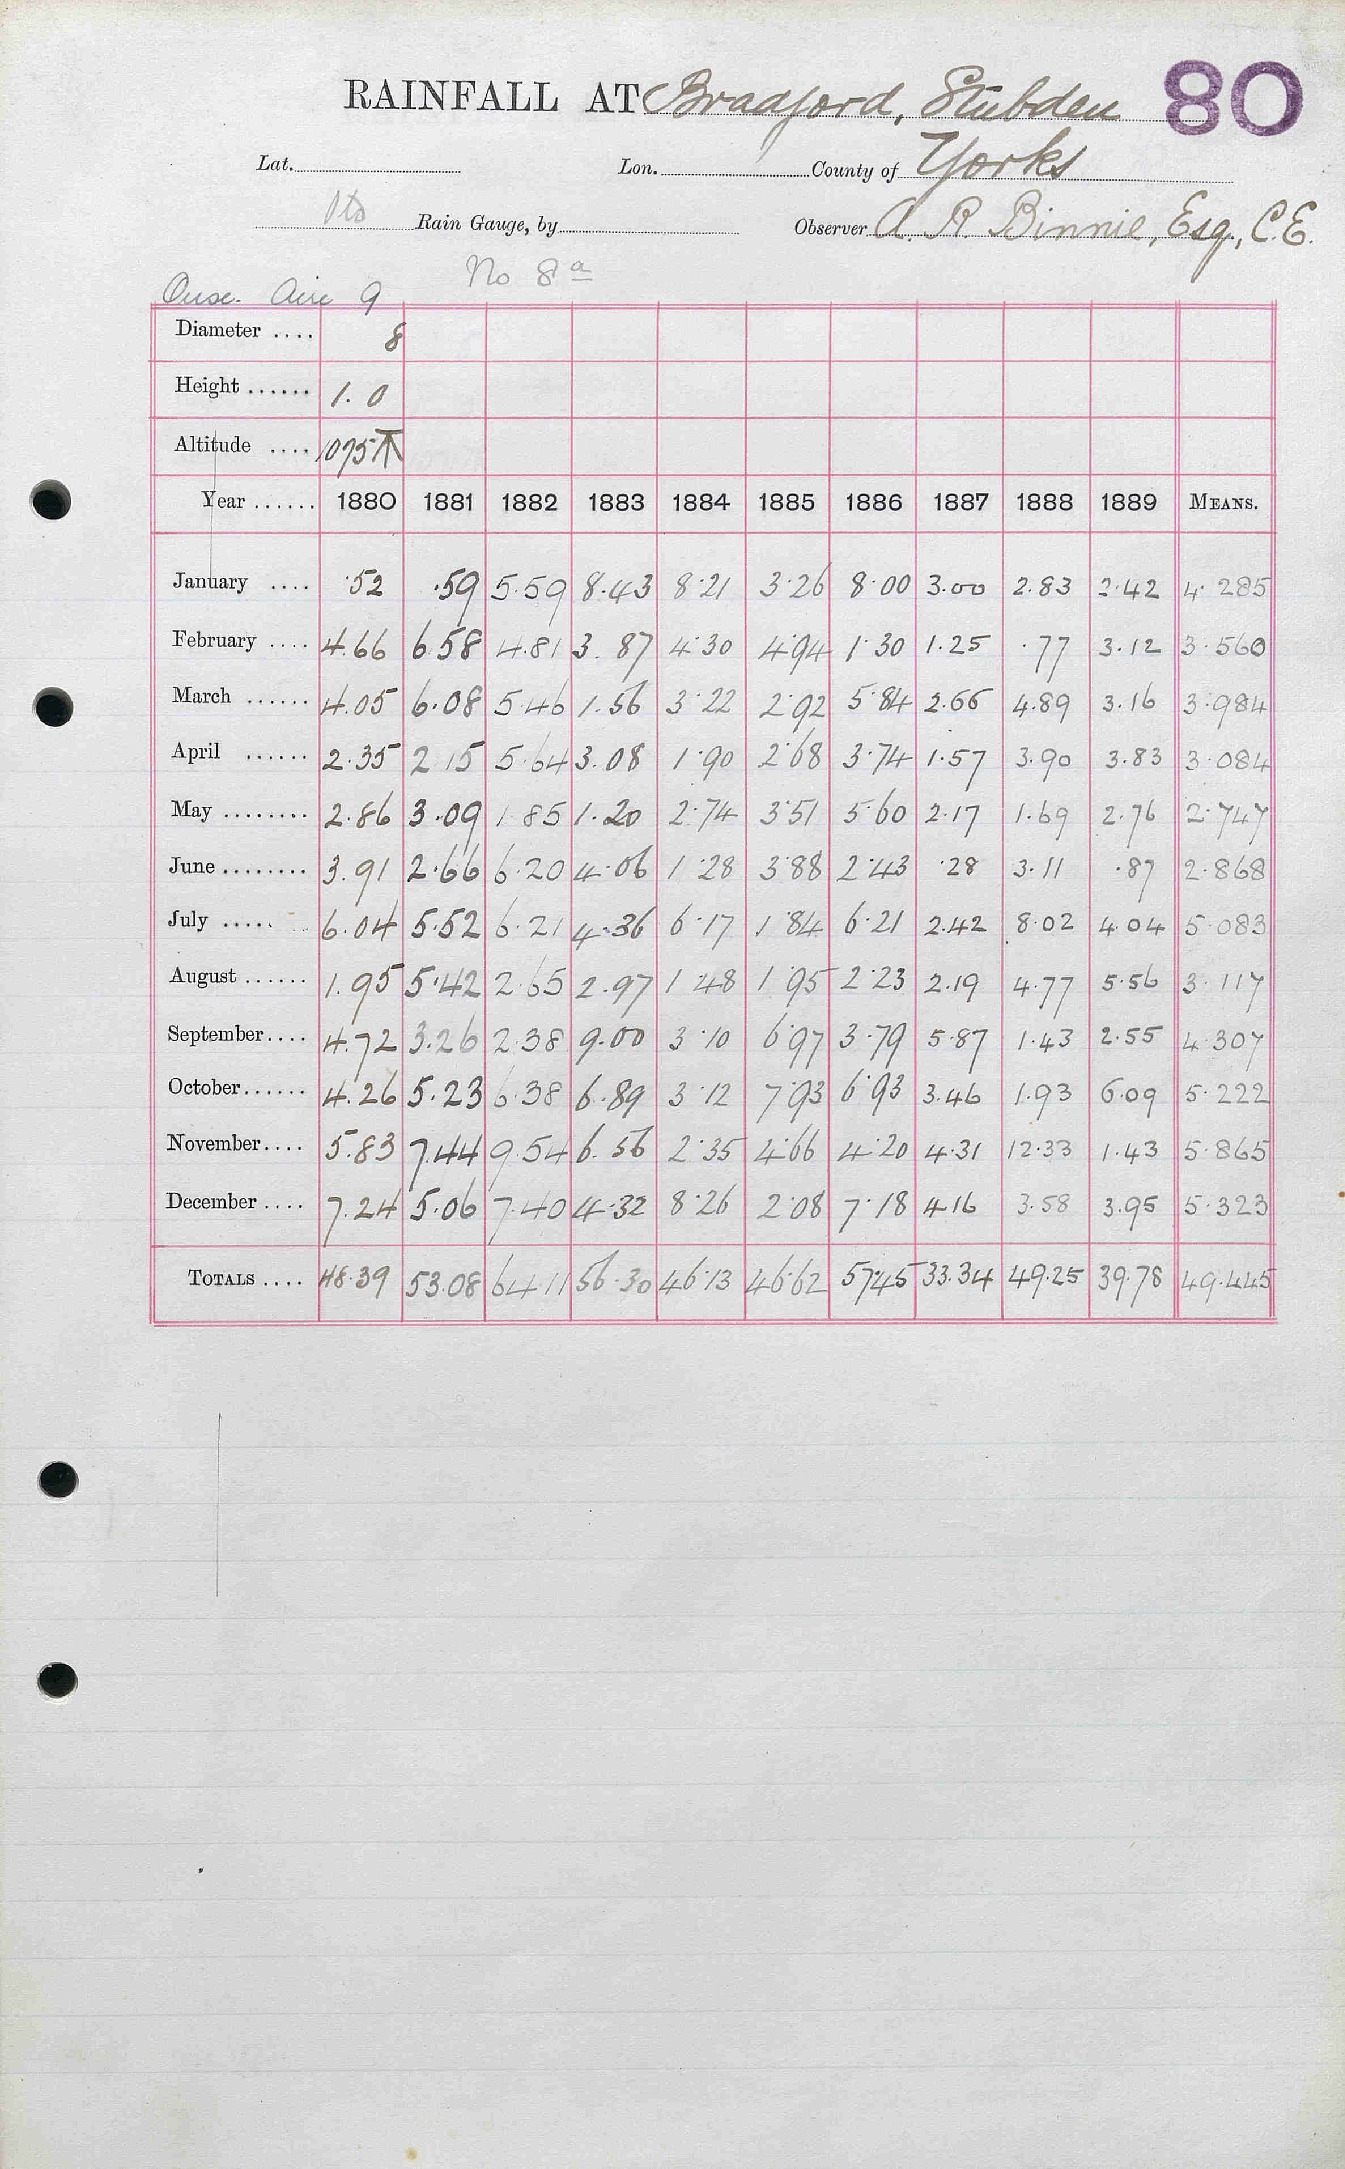 RAINFALL AT Bradford, Stubden 80
Lat. Lon. County of Yorks
Rain Gauge, by Observer A. R. Binnie, Esq., C.E.
No 8a
Ouse. Aire 9
Diameter .... 8
Height ...... 1.0
Altitude .... 1075 T
Year ...... 1880 1881 1882 1883 1884 1885 1886 1887 1888 1889 MEANS.
January .... .52 .59 5.59 8.43 8.21 3.26 8.00 3.00 2.83 2.42 4.285
February .... 4.66 6.58 4.81 3.87 4.30 4.94 1.30 1.25 .77 3.12 3.560
March ...... 4.05 6.08 5.46 1.56 3.22 2.92 5.84 2.66 4.89 3.16 3.984
April ...... 2.35 2.15 5.64 3.08 1.90 2.68 3.74 1.57 3.90 3.83 3.084
May ........ 2.86 3.09 1.85 1.20 2.74 3.51 5.60 2.17 1.69 2.76 2.747
June ........ 3.91 2.66 6.20 4.06 1.28 3.88 2.43 .28 3.11 .87 2.868
July ..... 6.04 5.52 6.21 4.36 6.17 1.84 6.21 2.42 8.02 4.04 5.083
August ...... 1.95 5.42 2.65 2.97 1.48 1.95 2.23 2.19 4.77 5.56 3.117
September.... 4.72 3.26 2.38 9.00 3.10 6.97 3.79 5.87 1.43 2.55 4.307
October...... 4.26 5.23 6.38 6.89 3.12 7.93 6.93 3.46 1.93 6.09 5.222
November.... 5.83 7.44 9.54 6.56 2.35 4.66 4.20 4.31 12.33 1.43 5.865
December .... 7.24 5.06 7.40 4.32 8.26 2.08 7.18 4.16 3.58 3.95 5.323
TOTALS .... 48.39 53.08 64.11 56.30 46.13 46.62 57.45 33.34 49.25 39.78 49.445